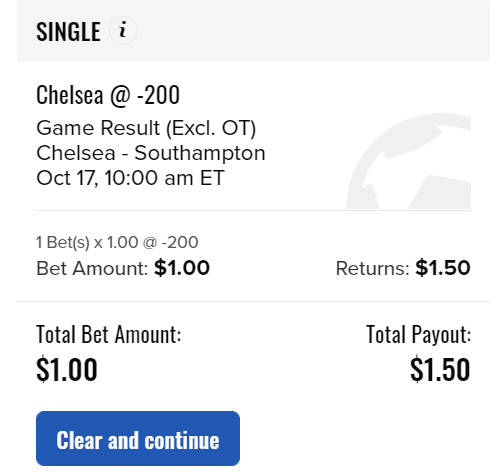 SINGLE i
Chelsea @ -200
Game Result (Excl. OT)
Chelsea - Southampton
Oct 17, 10:00 am ET
1 Bet(s) x 1.00 @ -200
Bet Amount: $1.00 Returns: $1.50
Total Bet Amount: Total Payout:
$1.00 $1.50
Clear and continue